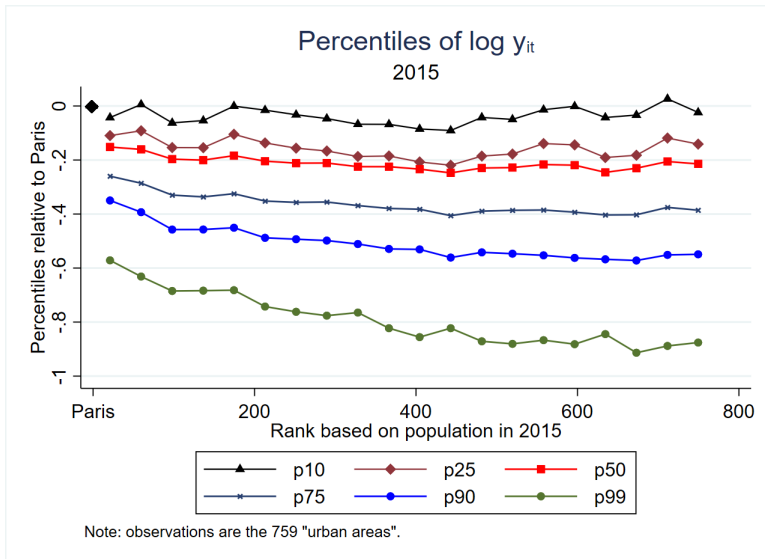 Percentiles of log yit
2015
Percentiles relative to Paris
0
-.2
-.4
-.6
-.8
-1
Paris 200 400 600 800
Rank based on population in 2015
p10 p25 p50
p75 p90 p99
Note: observations are the 759 "urban areas".